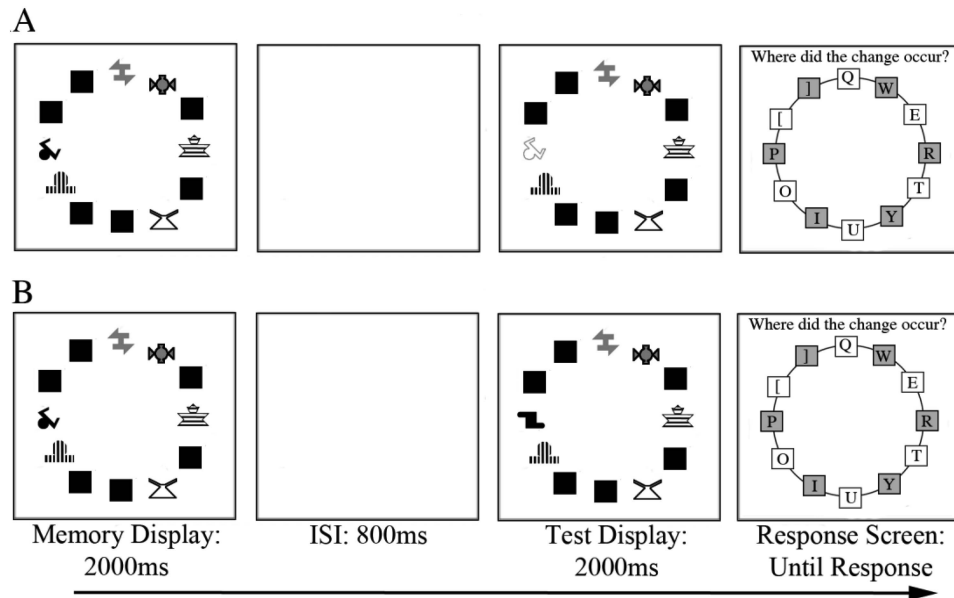 A
Where did the change occur?
]
Q
W
[
E
P
R
O
T
I
U
Y
B
Where did the change occur?
]
Q
W
[
E
P
R
O
T
I
U
Y
Memory Display:
2000ms
ISI: 800ms
Test Display:
2000ms
Response Screen:
Until Response